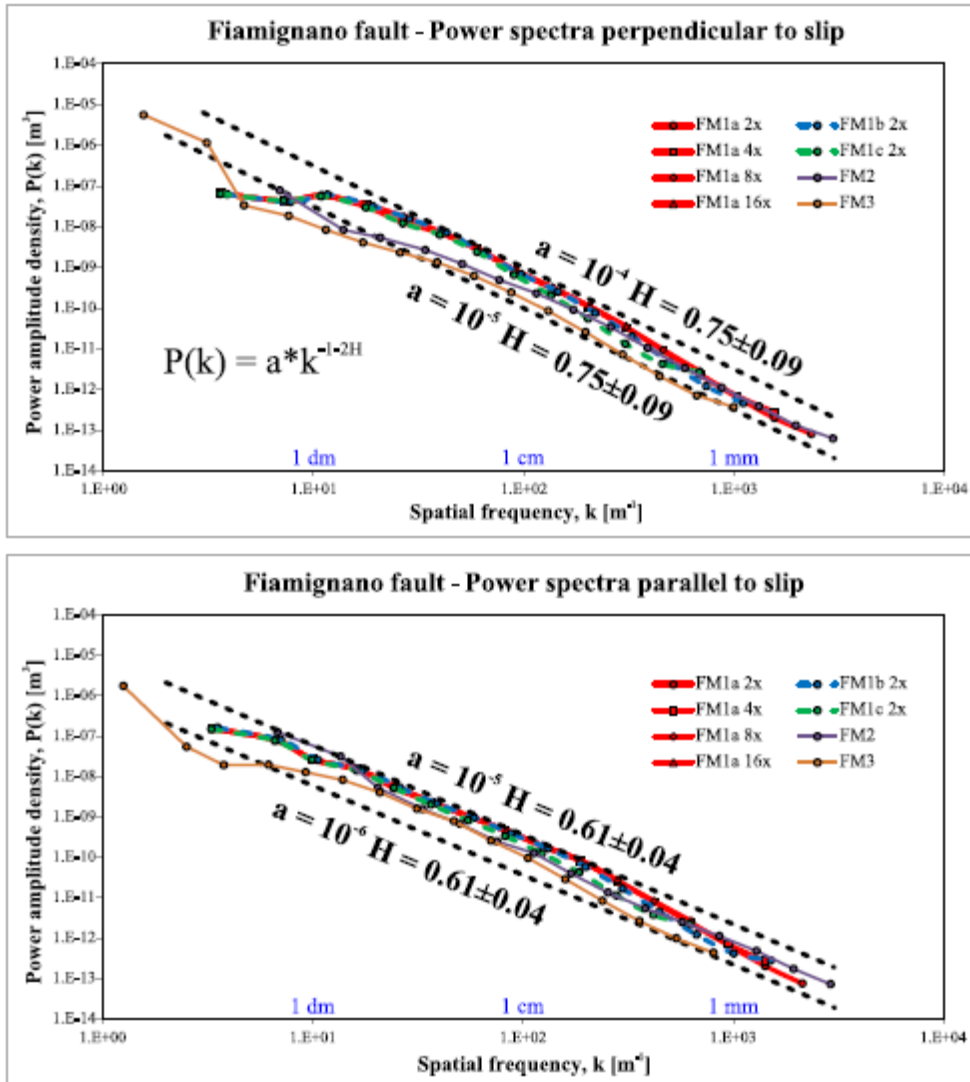 Fiamignano fault - Power spectra perpendicular to slip
Power amplitude density, P(k) [m³]
1.E-04
1.E-05
1.E-06
1.E-07
1.E-08
1.E-09
1.E-10
1.E-11
1.E-12
1.E-13
1.E-14
FM1a 2x
FM1b 2x
FM1a 4x
FM1c 2x
FM1a 8x
FM2
FM1a 16x
FM3
a = 10⁻⁴ H = 0.75±0.09
a = 10⁻⁵ H = 0.75±0.09
P(k) = a*k⁻¹⁻²ᴴ
1 dm
1 cm
1 mm
1.E+00
1.E+01
1.E+02
1.E+03
1.E+04
Spatial frequency, k [m⁻¹]
Fiamignano fault - Power spectra parallel to slip
Power amplitude density, P(k) [m³]
1.E-04
1.E-05
1.E-06
1.E-07
1.E-08
1.E-09
1.E-10
1.E-11
1.E-12
1.E-13
1.E-14
FM1a 2x
FM1b 2x
FM1a 4x
FM1c 2x
FM1a 8x
FM2
FM1a 16x
FM3
a = 10⁻⁵ H = 0.61±0.04
a = 10⁻⁶ H = 0.61±0.04
1 dm
1 cm
1 mm
1.E+00
1.E+01
1.E+02
1.E+03
1.E+04
Spatial frequency, k [m⁻¹]